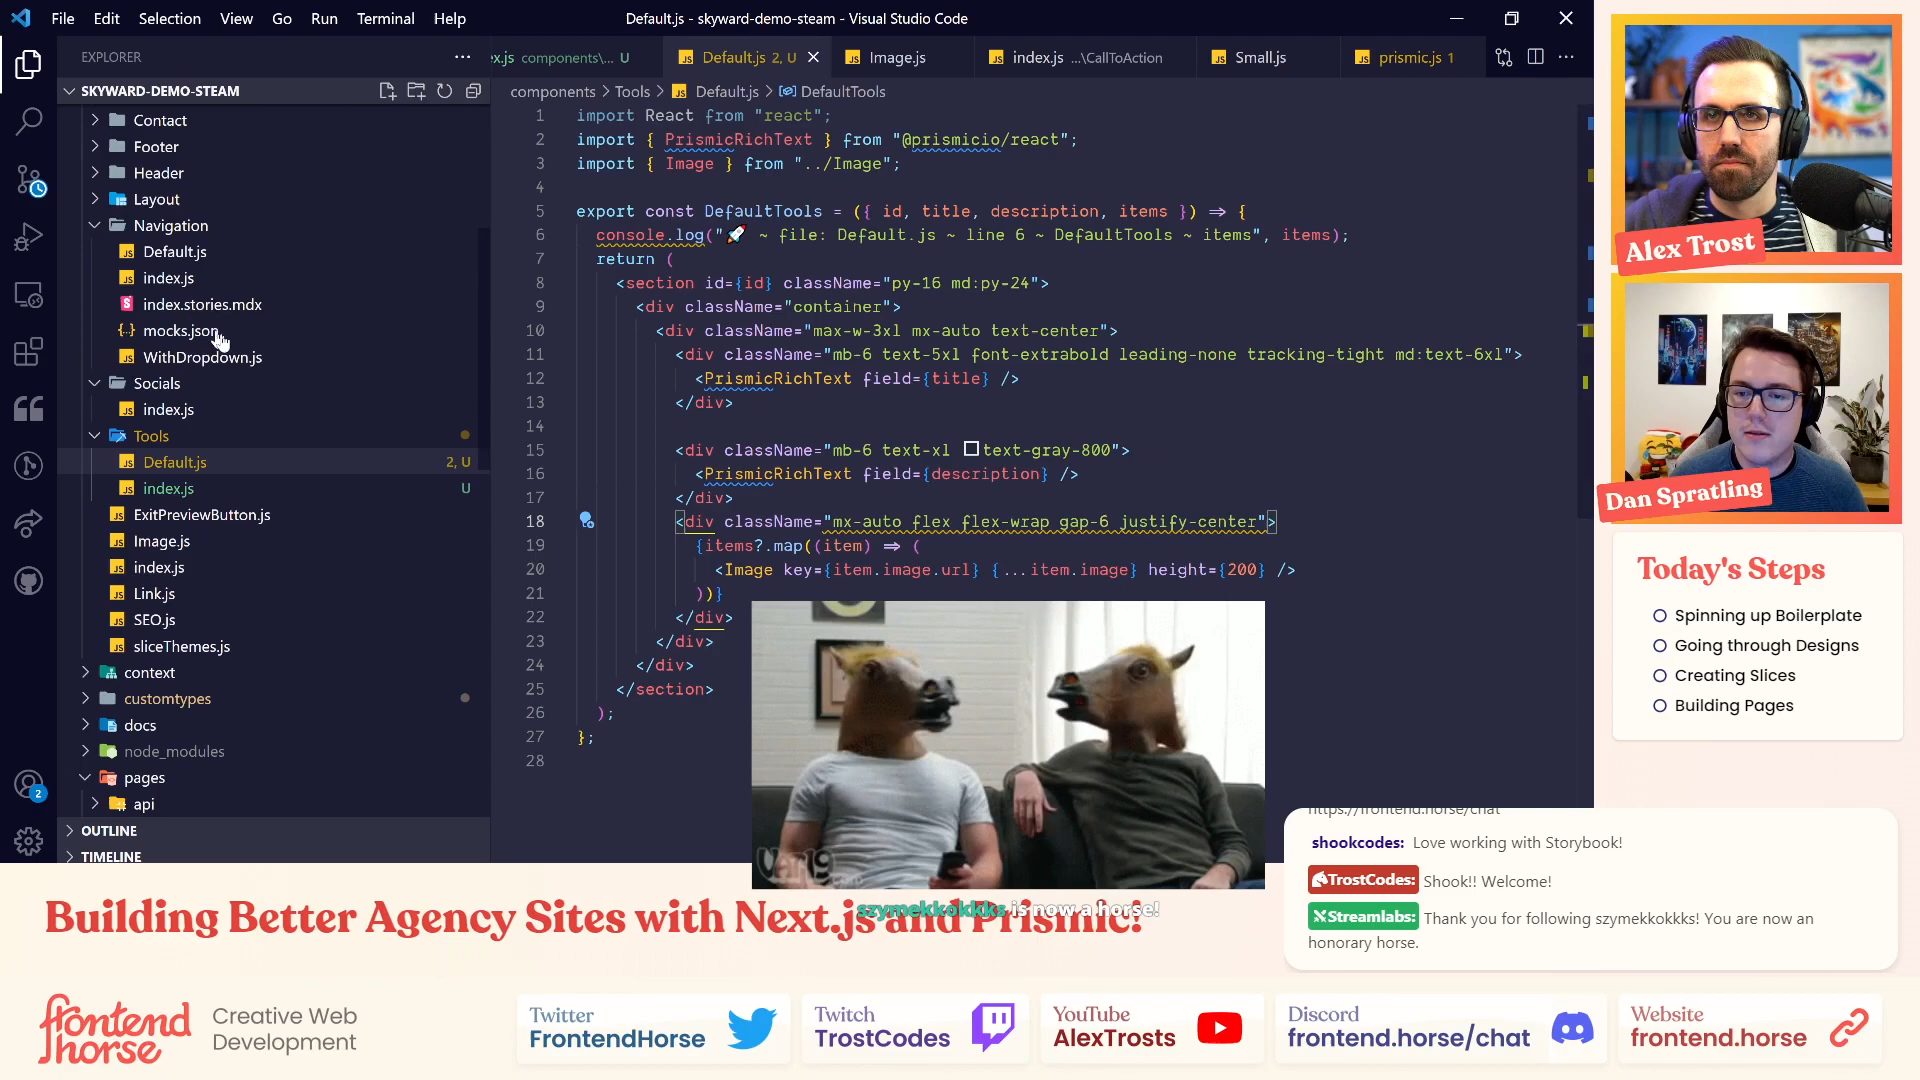 File Edit Selection View Go Run Terminal Help
Default.js - skyward-demo-steam - Visual Studio Code
EXPLORER
ex.js components\... U
Default.js 2, U
Image.js
index.js ...\CallToAction
Small.js
prismic.js 1
SKYWARD-DEMO-STEAM
Contact
Footer
Header
Layout
Navigation
Default.js
index.js
index.stories.mdx
mocks.json
WithDropdown.js
Socials
index.js
Tools
Default.js 2, U
index.js U
ExitPreviewButton.js
Image.js
index.js
Link.js
SEO.js
sliceThemes.js
context
customtypes
docs
node_modules
pages
api
OUTLINE
TIMELINE
2
components > Tools > Default.js > DefaultTools
1 import React from "react";
2 import { PrismicRichText } from "@prismicio/react";
3 import { Image } from "../Image";
4
5 export const DefaultTools = ({ id, title, description, items }) => {
6 console.log("🚀 ~ file: Default.js ~ line 6 ~ DefaultTools ~ items", items);
7 return (
8 <section id={id} className="py-16 md:py-24">
9 <div className="container">
10 <div className="max-w-3xl mx-auto text-center">
11 <div className="mb-6 text-5xl font-extrabold leading-none tracking-tight md:text-6xl">
12 <PrismicRichText field={title} />
13 </div>
14
15 <div className="mb-6 text-xl text-gray-800">
16 <PrismicRichText field={description} />
17 </div>
18 <div className="mx-auto flex flex-wrap gap-6 justify-center">
19 {items?.map((item) => (
20 <Image key={item.image.url} {...item.image} height={200} />
21 ))}
22 </div>
23 </div>
24 </div>
25 </section>
26 );
27 };
28
Alex Trost
Dan Spratling
Today's Steps
Spinning up Boilerplate
Going through Designs
Creating Slices
Building Pages
https://frontend.horse/chat
shookcodes: Love working with Storybook!
TrostCodes: Shook!! Welcome!
Streamlabs: Thank you for following szymekkokkks! You are now an
honorary horse.
szymekkokkks is now a horse!
Building Better Agency Sites with Next.js and Prismic!
frontend
horse
Creative Web
Development
Twitter
FrontendHorse
Twitch
TrostCodes
YouTube
AlexTrosts
Discord
frontend.horse/chat
Website
frontend.horse